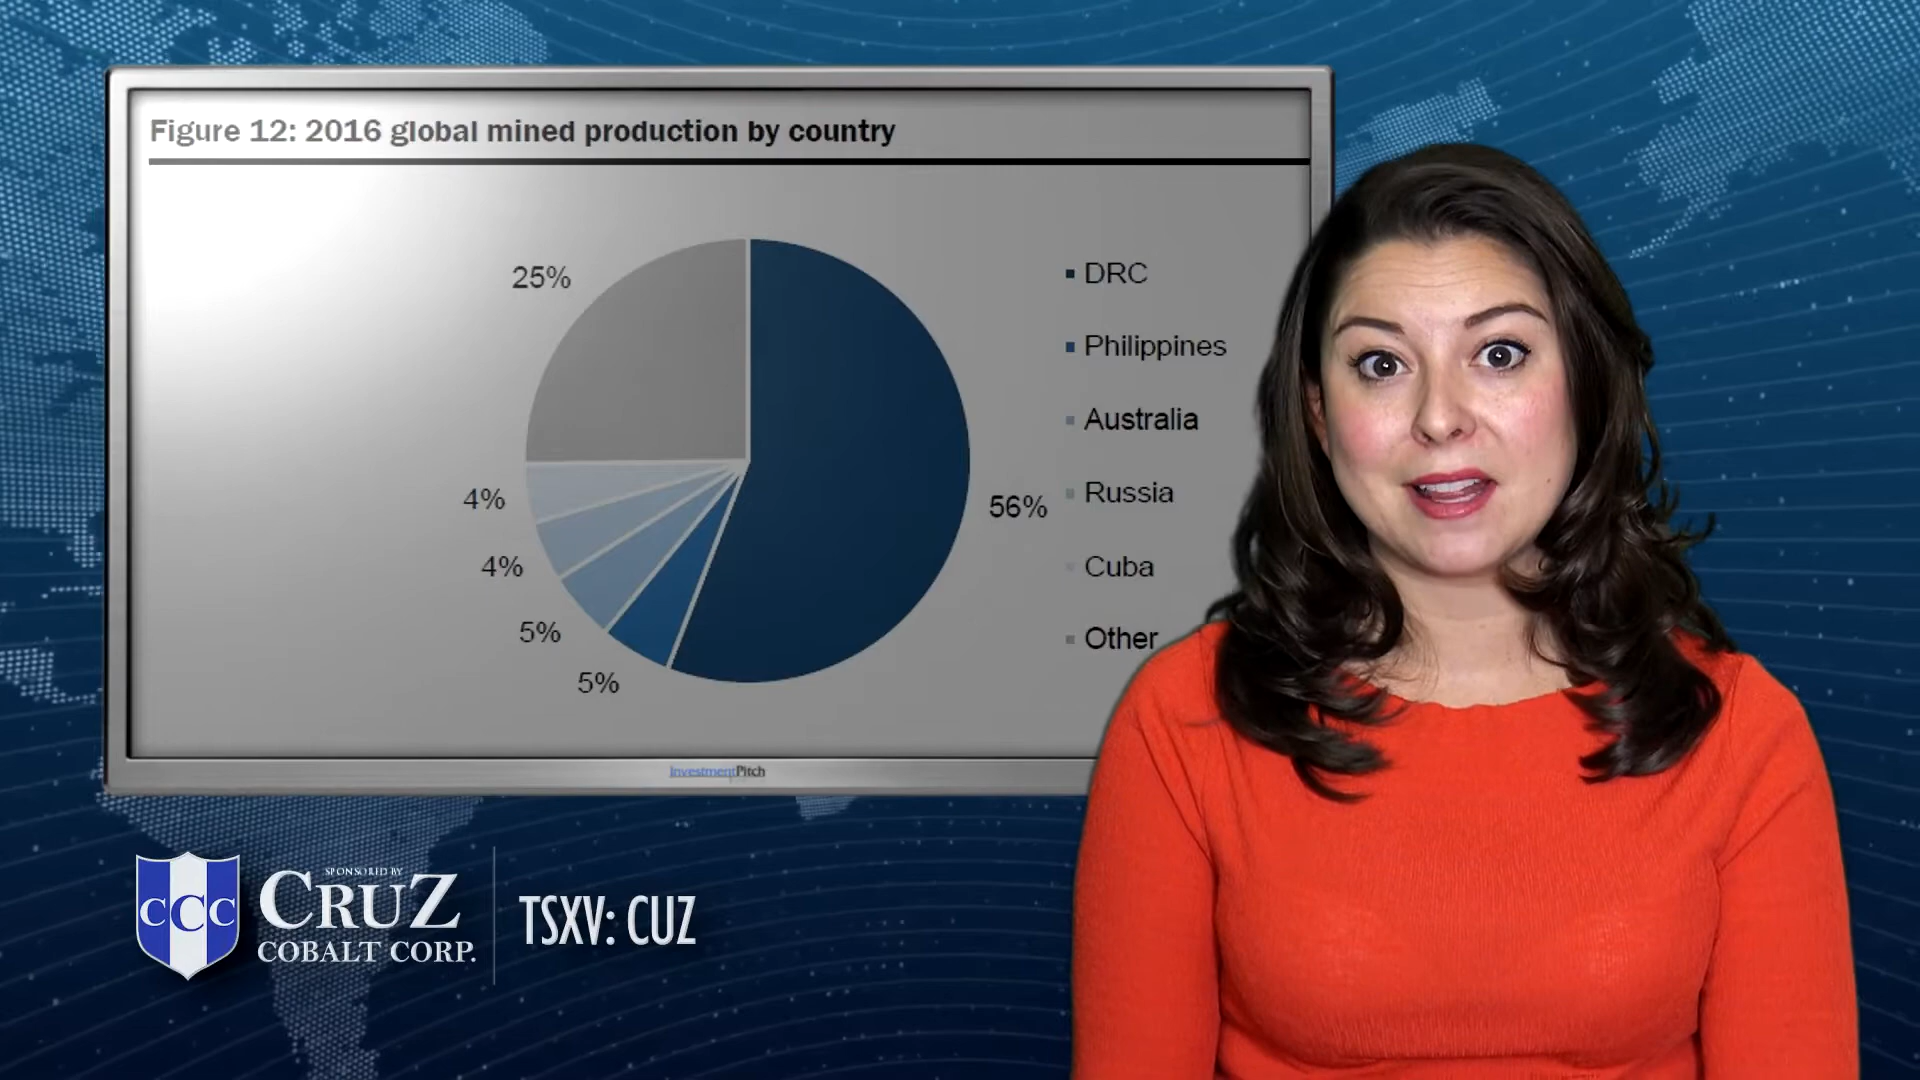 Figure 12: 2016 global mined production by country
25%
4%
4%
5%
5%
56%
DRC
Philippines
Australia
Russia
Cuba
Other
InvestmentPitch
CCC
SPONSORED BY
CRUZ
COBALT CORP.
TSXV: CUZ